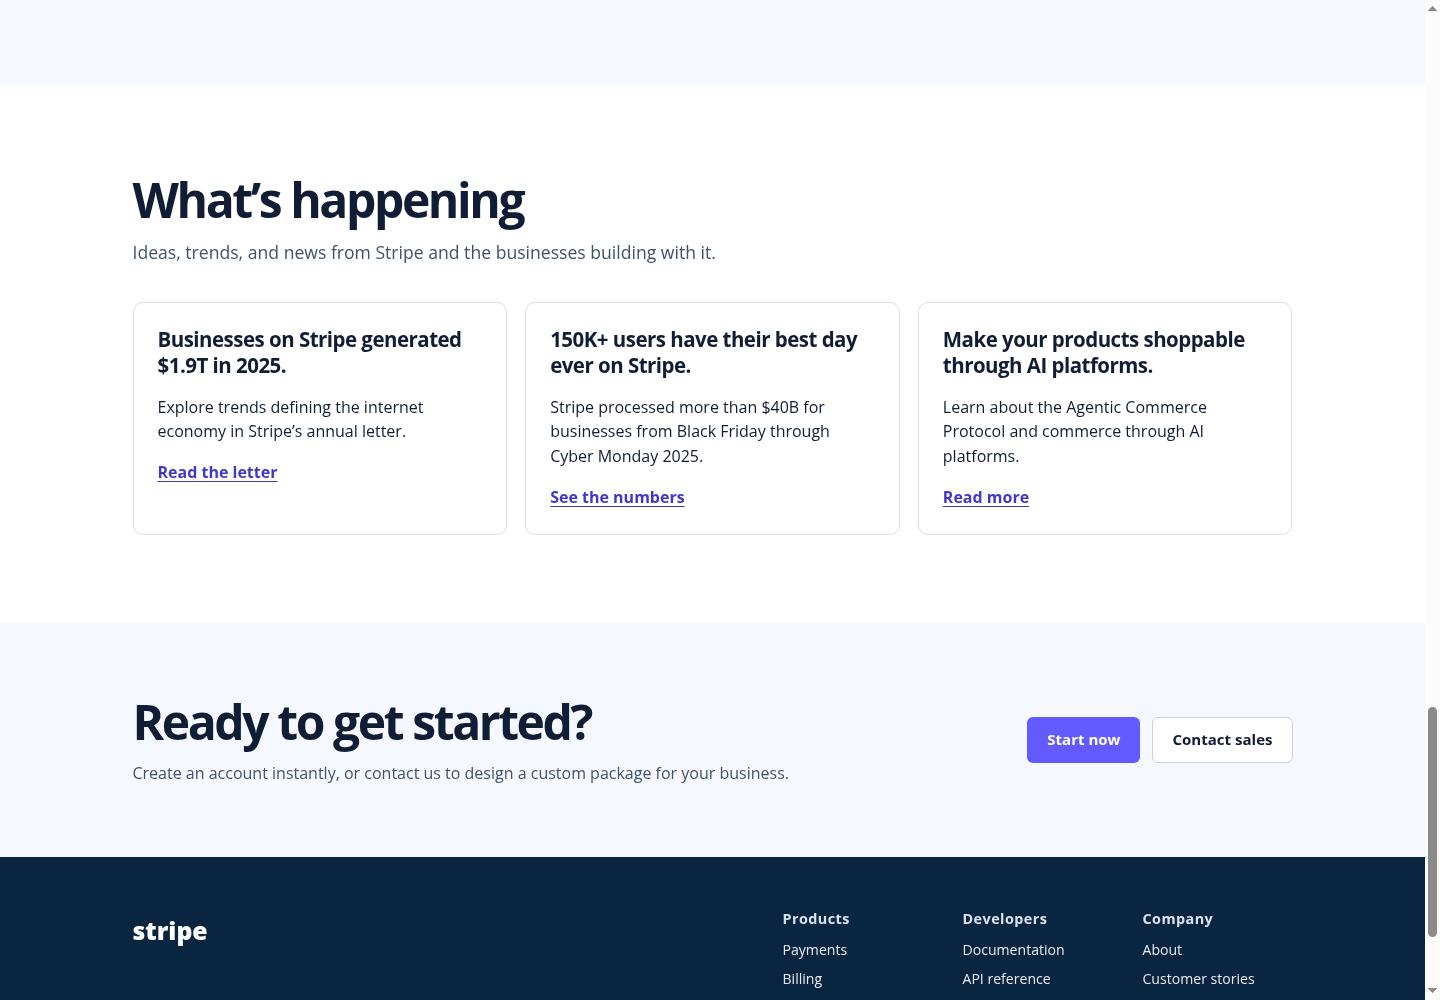 What’s happening
Ideas, trends, and news from Stripe and the businesses building with it.
Businesses on Stripe generated
$1.9T in 2025.
Explore trends defining the internet
economy in Stripe’s annual letter.
Read the letter
150K+ users have their best day
ever on Stripe.
Stripe processed more than $40B for
businesses from Black Friday through
Cyber Monday 2025.
See the numbers
Make your products shoppable
through AI platforms.
Learn about the Agentic Commerce
Protocol and commerce through AI
platforms.
Read more
Ready to get started?
Create an account instantly, or contact us to design a custom package for your business.
Start now
Contact sales
stripe
Products
Payments
Billing
Developers
Documentation
API reference
Company
About
Customer stories